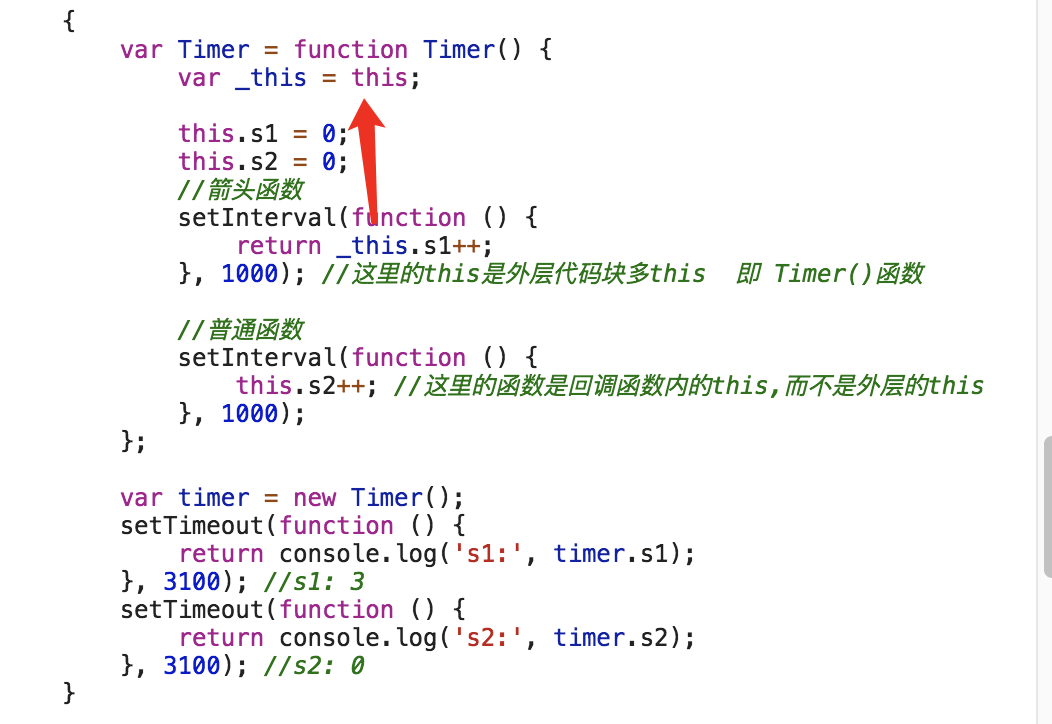 {
    var Timer = function Timer() {
        var _this = this;

        this.s1 = 0;
        this.s2 = 0;
        //箭头函数
        setInterval(function () {
            return _this.s1++;
        }, 1000); //这里的this是外层代码块多this  即 Timer()函数

        //普通函数
        setInterval(function () {
            this.s2++; //这里的函数是回调函数内的this,而不是外层的this
        }, 1000);
    };

    var timer = new Timer();
    setTimeout(function () {
        return console.log('s1:', timer.s1);
    }, 3100); //s1: 3
    setTimeout(function () {
        return console.log('s2:', timer.s2);
    }, 3100); //s2: 0
}